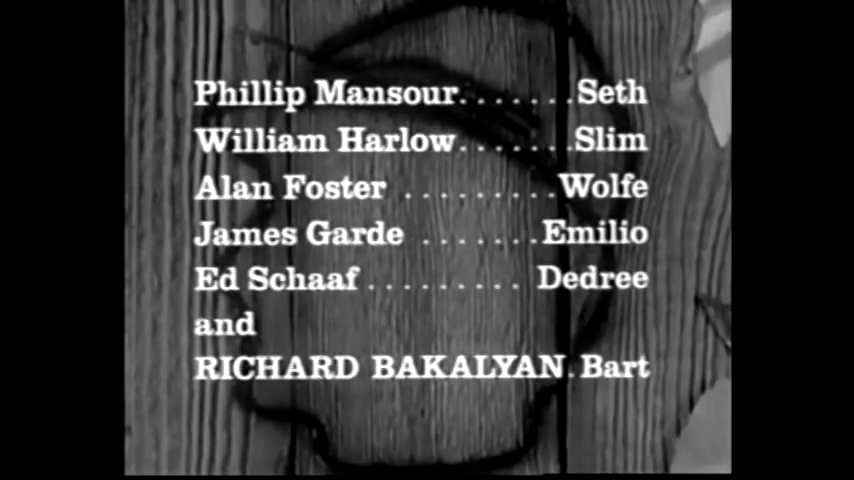 Phillip Mansour.......Seth
William Harlow.......Slim
Alan Foster .........Wolfe
James Garde .......Emilio
Ed Schaaf......... Dedree
and
RICHARD BAKALYAN.Bart